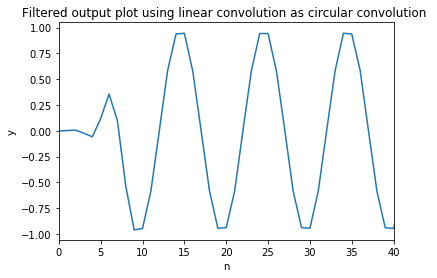 Filtered output plot using linear convolution as circular convolution
1.00
0.75
0.50
0.25
0.00
−0.25
−0.50
−0.75
−1.00
y
0 5 10 15 20 25 30 35 40
n